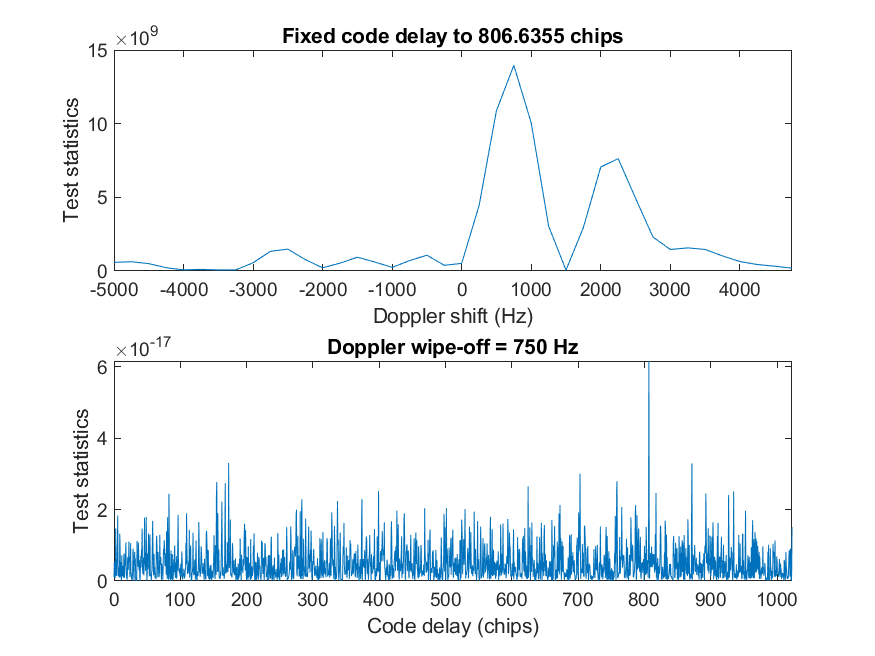 ×10^9
Fixed code delay to 806.6355 chips
15
10
5
0
Test statistics
-5000 -4000 -3000 -2000 -1000 0 1000 2000 3000 4000
Doppler shift (Hz)
×10^-17
Doppler wipe-off = 750 Hz
6
4
2
0
Test statistics
0 100 200 300 400 500 600 700 800 900 1000
Code delay (chips)